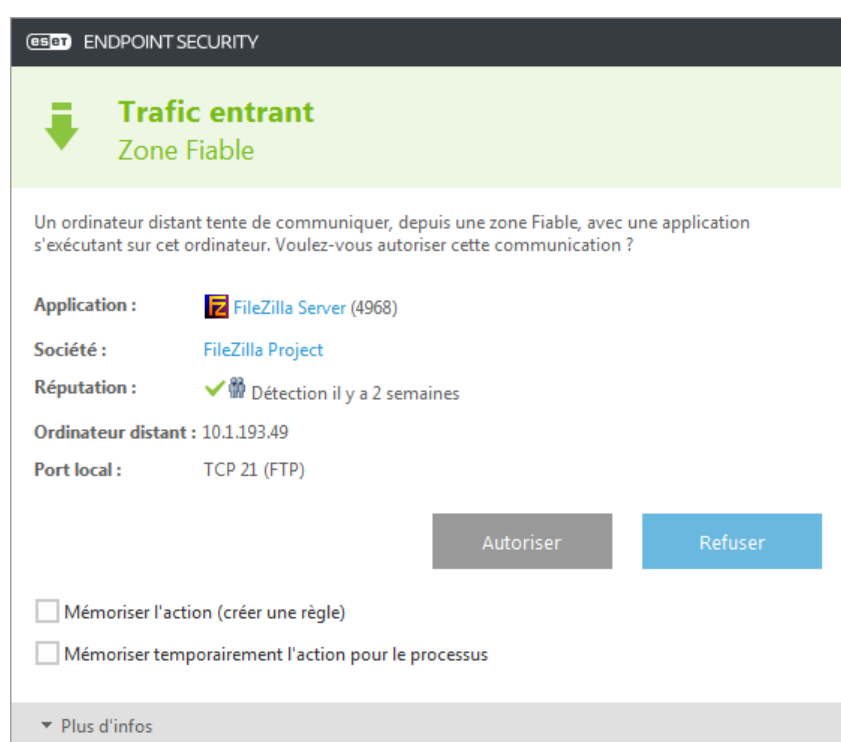 eset ENDPOINT SECURITY
Trafic entrant
Zone Fiable
Un ordinateur distant tente de communiquer, depuis une zone Fiable, avec une application
s'exécutant sur cet ordinateur. Voulez-vous autoriser cette communication ?
Application : FileZilla Server (4968)
Société : FileZilla Project
Réputation : Détection il y a 2 semaines
Ordinateur distant : 10.1.193.49
Port local : TCP 21 (FTP)
Autoriser Refuser
Mémoriser l'action (créer une règle)
Mémoriser temporairement l'action pour le processus
Plus d'infos